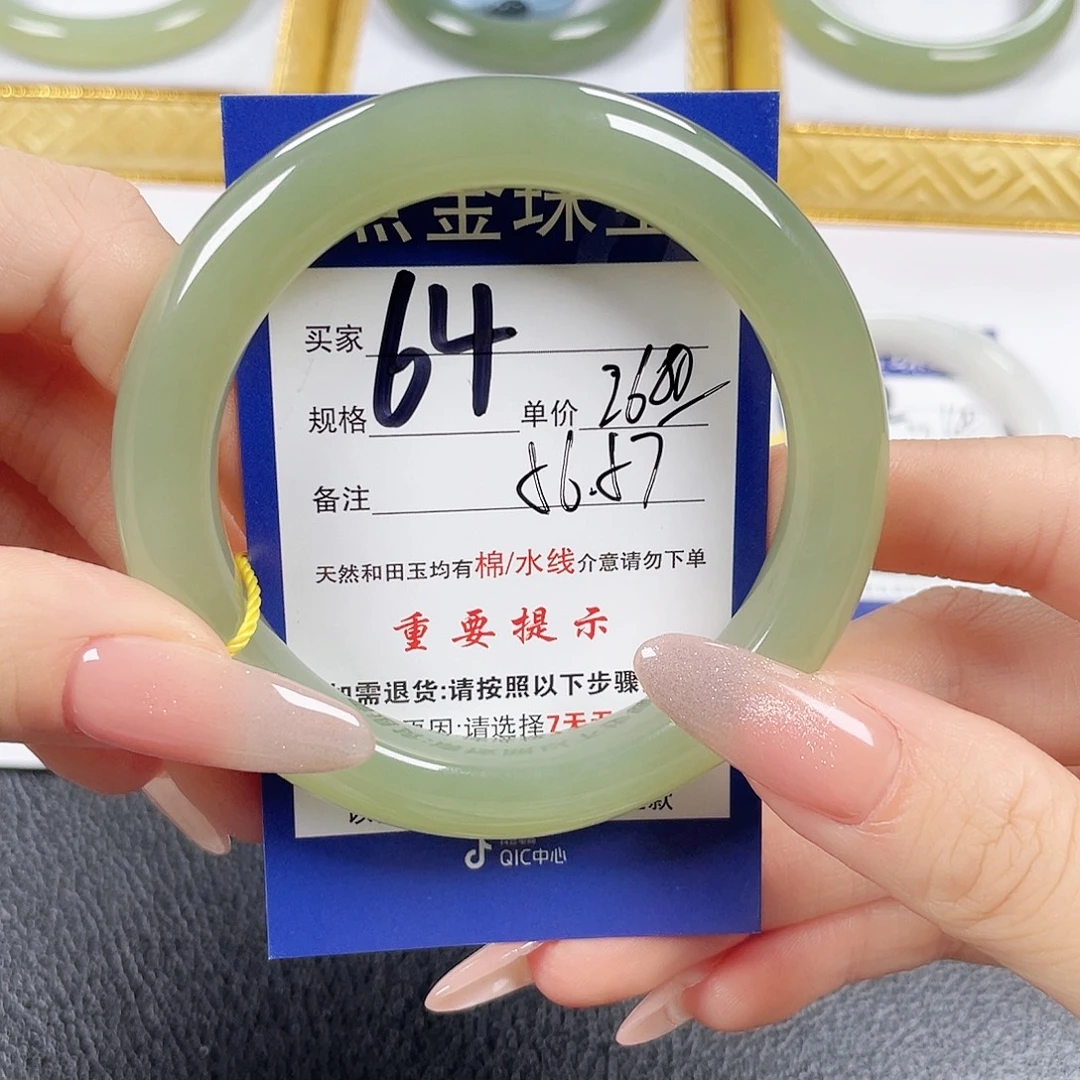 金珠宝
买家
64
规格 单价 2680
备注 86.87
天然和田玉均有棉/水线介意请勿下单
重要提示
如需退货:请按照以下步骤
原因:请选择7天无
款
QIC中心